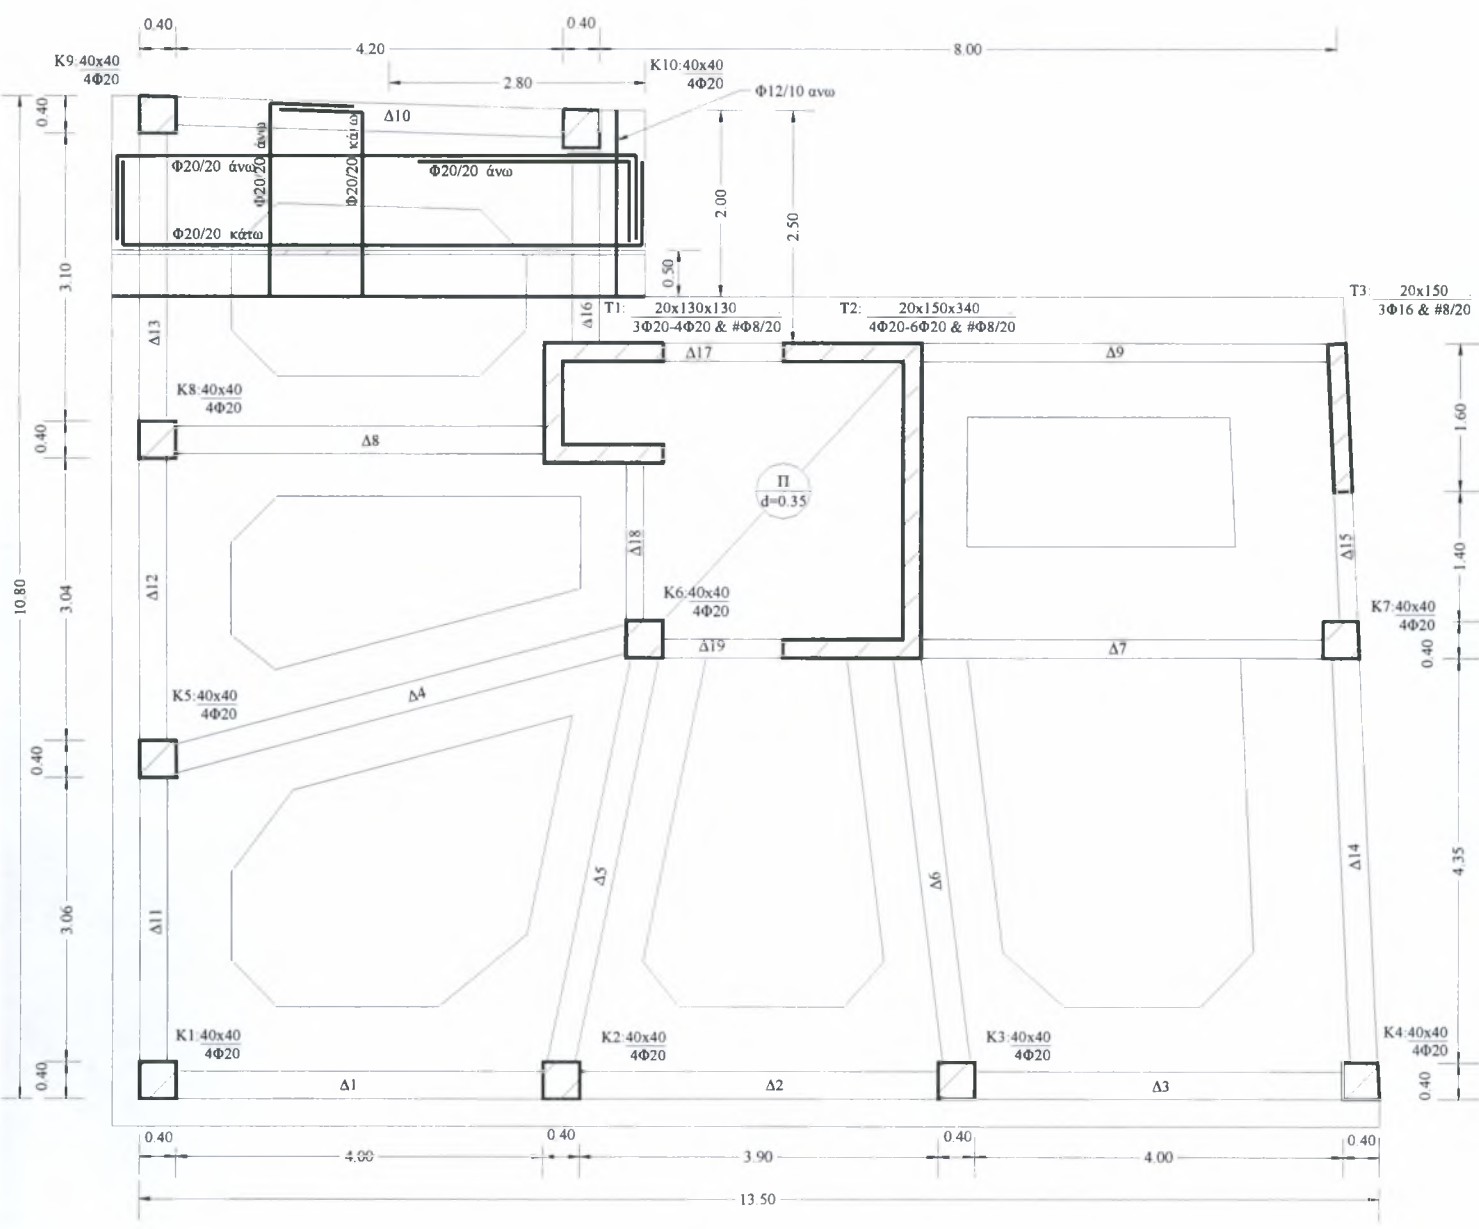 0.40
0.40
4.20
8.00
K9:40x40
4Φ20
2.80
K10:40x40
4Φ20
Φ12/10 ανω
0.40
Δ10
Φ20/20 άνω
Φ20/20 άνω
Φ20/20 κάτω
Φ20/20 άνω
Φ20/20 κάτω
2.00
2.50
0.50
3.10
T1: 20x130x130
3Φ20-4Φ20 & #Φ8/20
T2: 20x150x340
4Φ20-6Φ20 & #Φ8/20
T3: 20x150
3Φ16 & #8/20
Δ13
Δ16
Δ17
Δ9
K8:40x40
4Φ20
1.60
0.40
Δ8
Π
d=0.35
Δ18
Δ15
1.40
10.80
3.04
Δ12
K6:40x40
4Φ20
K7:40x40
4Φ20
Δ19
Δ7
0.40
K5:40x40
4Φ20
Δ4
0.40
Δ5
Δ6
Δ14
4.35
3.06
Δ11
K1:40x40
4Φ20
K2:40x40
4Φ20
K3:40x40
4Φ20
K4:40x40
4Φ20
0.40
Δ1
Δ2
Δ3
0.40
0.40
0.40
0.40
0.40
4.00
3.90
4.00
13.50